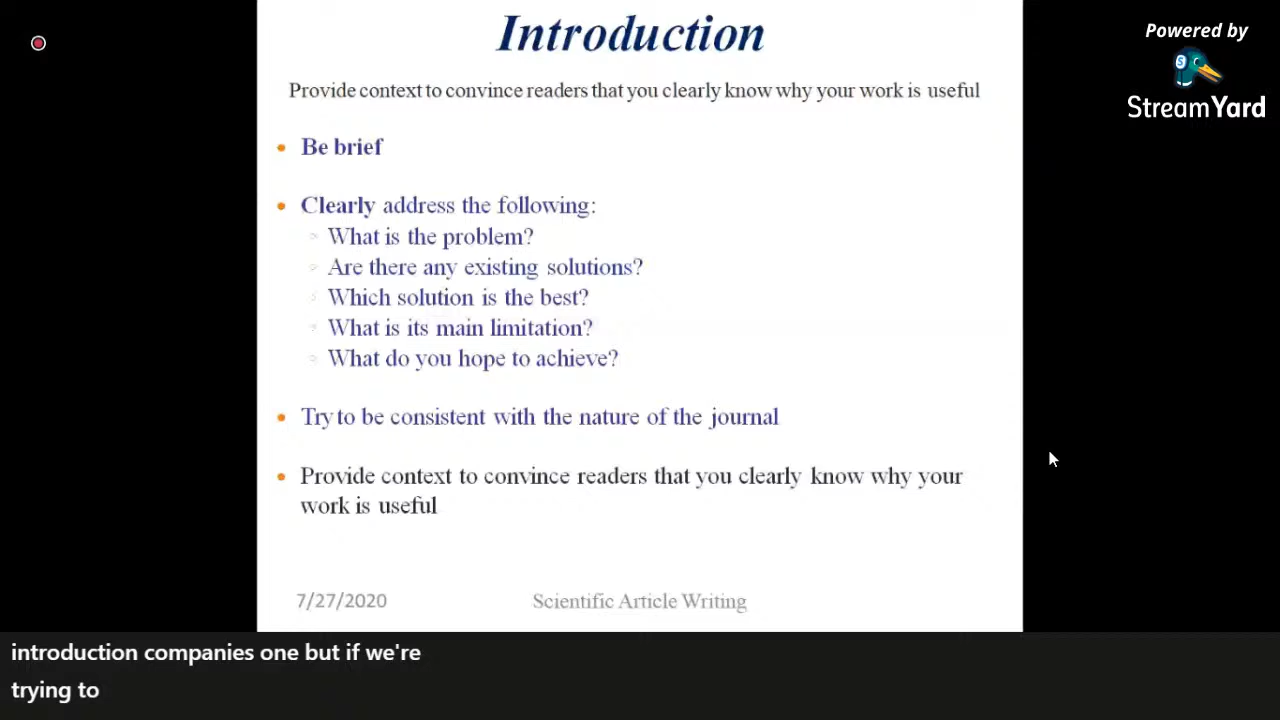 Introduction
Powered by
StreamYard
Provide context to convince readers that you clearly know why your work is useful
Be brief
Clearly address the following:
What is the problem?
Are there any existing solutions?
Which solution is the best?
What is its main limitation?
What do you hope to achieve?
Try to be consistent with the nature of the journal
Provide context to convince readers that you clearly know why your
work is useful
7/27/2020
Scientific Article Writing
introduction companies one but if we're
trying to